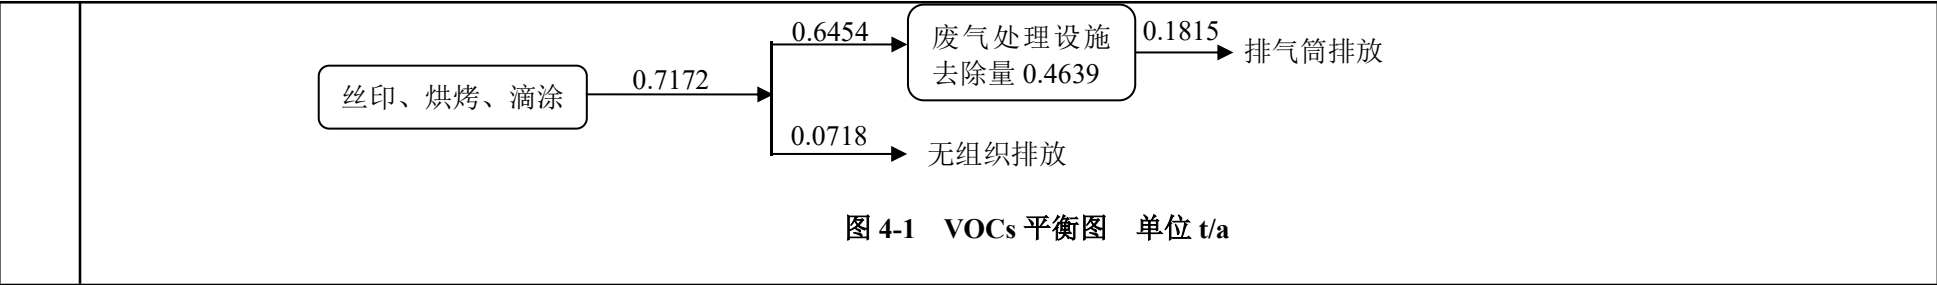 0.6454
废气处理设施
去除量 0.4639
0.1815
排气筒排放
丝印、烘烤、滴涂
0.7172
0.0718
无组织排放
图 4-1 VOCs 平衡图 单位 t/a